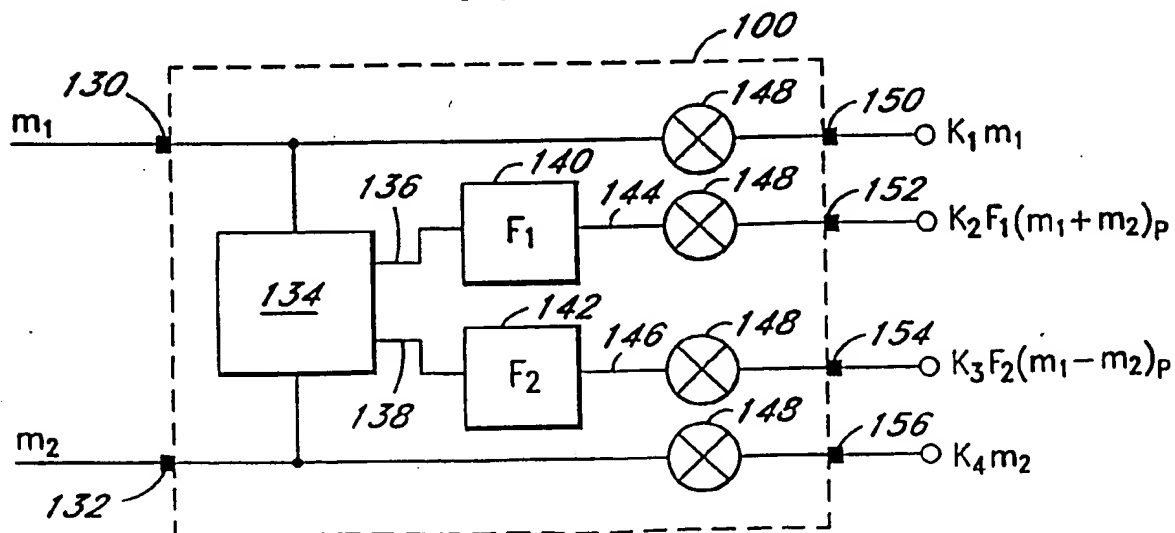 100
130
148
150
m₁
K₁m₁
140
148
136
144
152
F₁
K₂F₁(m₁+m₂)ₚ
134
142
148
146
154
F₂
K₃F₂(m₁-m₂)ₚ
138
148
156
m₂
K₄m₂
132